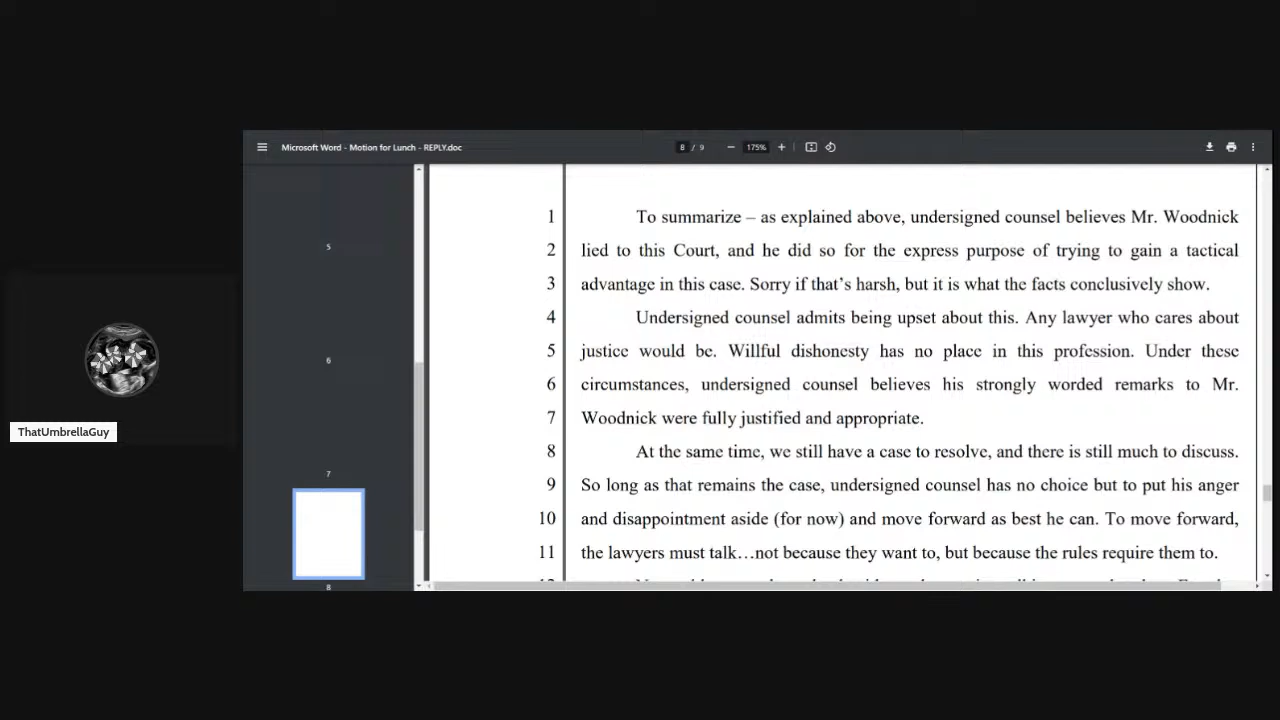 Microsoft Word - Motion for Lunch - REPLY.doc
8 / 9
175%
5
6
7
8
ThatUmbrellaGuy
1 To summarize – as explained above, undersigned counsel believes Mr. Woodnick
2 lied to this Court, and he did so for the express purpose of trying to gain a tactical
3 advantage in this case. Sorry if that's harsh, but it is what the facts conclusively show.
4 Undersigned counsel admits being upset about this. Any lawyer who cares about
5 justice would be. Willful dishonesty has no place in this profession. Under these
6 circumstances, undersigned counsel believes his strongly worded remarks to Mr.
7 Woodnick were fully justified and appropriate.
8 At the same time, we still have a case to resolve, and there is still much to discuss.
9 So long as that remains the case, undersigned counsel has no choice but to put his anger
10 and disappointment aside (for now) and move forward as best he can. To move forward,
11 the lawyers must talk…not because they want to, but because the rules require them to.